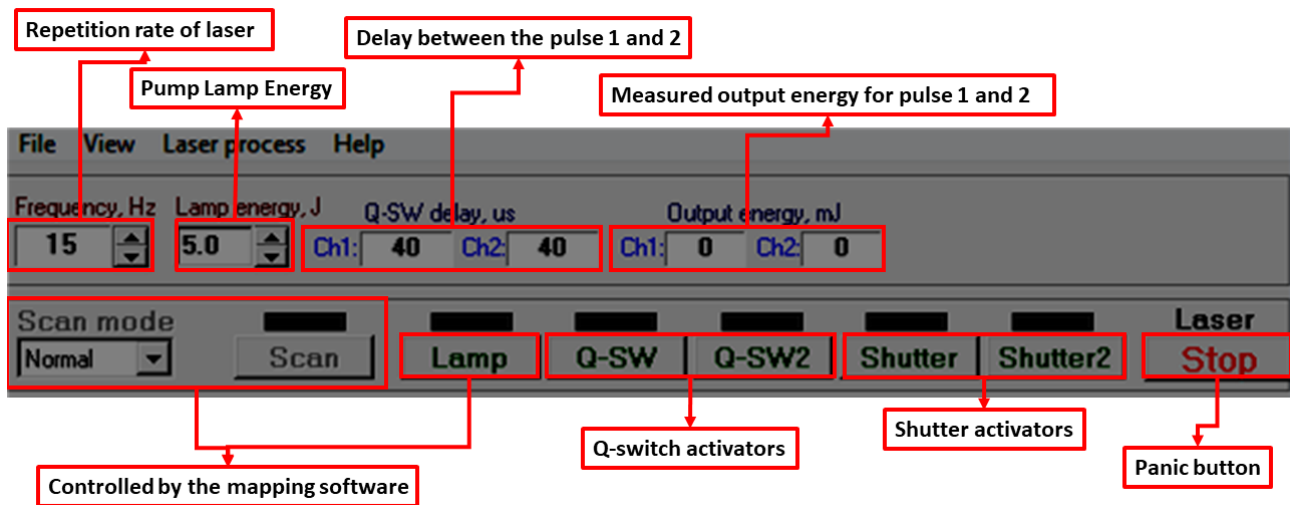 Repetition rate of laser
Delay between the pulse 1 and 2
Pump Lamp Energy
Measured output energy for pulse 1 and 2
File View Laser process Help
Frequency, Hz Lamp energy, J Q-SW delay, us Output energy, mJ
15 5.0 Ch1: 40 Ch2: 40 Ch1: 0 Ch2: 0
Scan mode Laser
Normal Scan Lamp Q-SW Q-SW2 Shutter Shutter2 Stop
Shutter activators
Q-switch activators
Panic button
Controlled by the mapping software